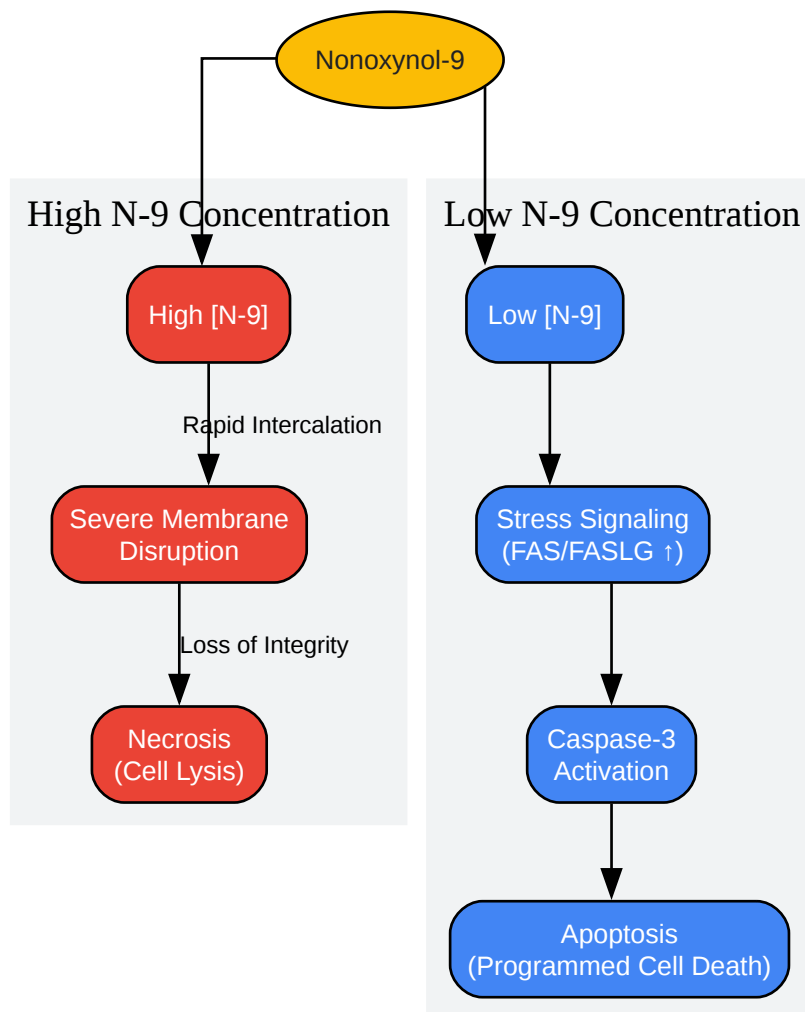 Nonoxynol-9
High N-9 Concentration
High [N-9]
Rapid Intercalation
Severe Membrane
Disruption
Loss of Integrity
Necrosis
(Cell Lysis)
Low N-9 Concentration
Low [N-9]
Stress Signaling
(FAS/FASLG ↑)
Caspase-3
Activation
Apoptosis
(Programmed Cell Death)